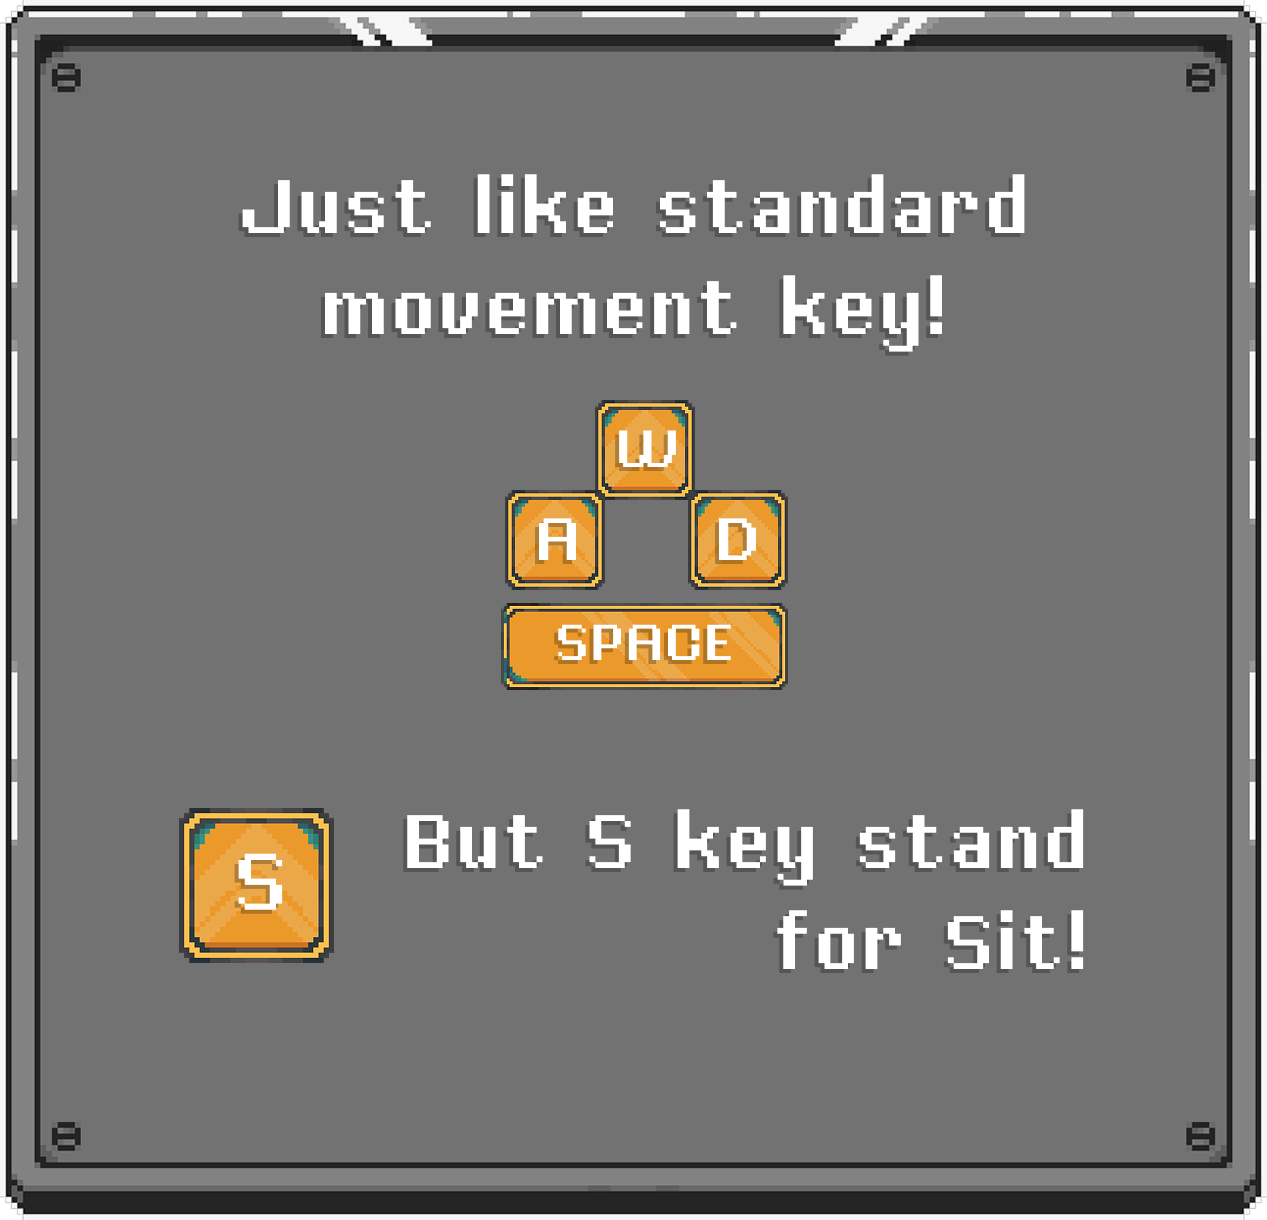 Just like standard
movement key!
W
A D
SPACE
S
But S key stand
for Sit!